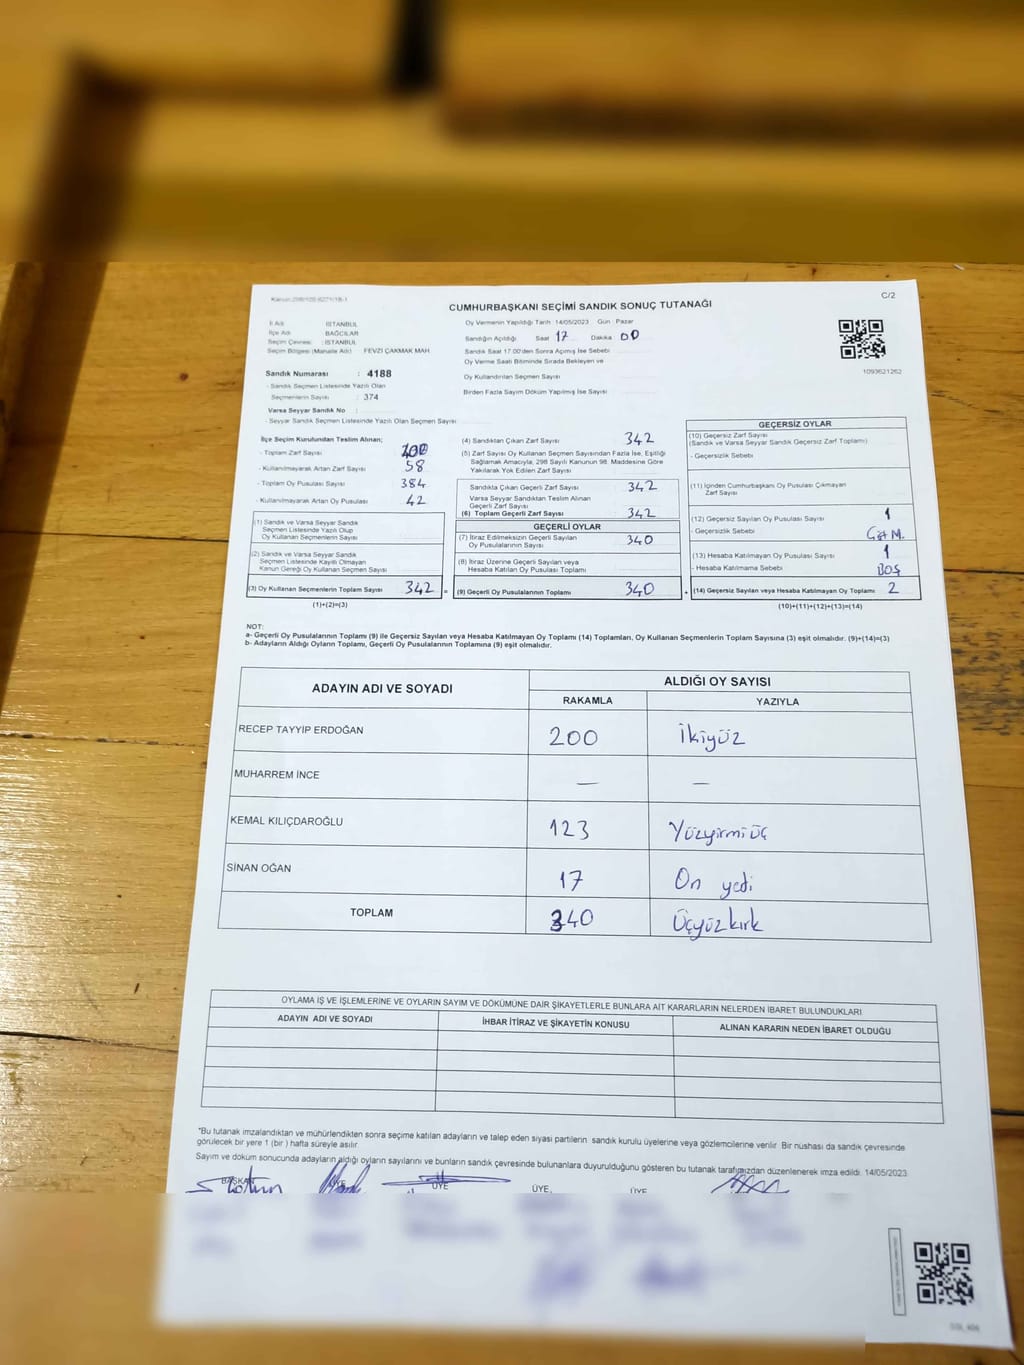 C/2
CUMHURBAŞKANI SEÇİMİ SANDIK SONUÇ TUTANAĞI
İl Adı : İSTANBUL
İlçe Adı : BAĞCILAR
Seçim Çevresi : İSTANBUL
Seçim Bölgesi (Mahalle Adı) : FEVZİ ÇAKMAK MAH.
Sandık Numarası : 4188
- Sandık Seçmen Listesinde Yazılı Olan
Seçmenlerin Sayısı : 374
Varsa Seyyar Sandık No :
- Seyyar Sandık Seçmen Listesinde Yazılı Olan Seçmen Sayısı
Oy Vermenin Yapıldığı Tarih : 14/05/2023 Gün : Pazar
Sandığın Açıldığı Saat 17 Dakika 00
Sandık Saat 17.00'den Sonra Açımış İse Sebebi
Oy Verme Saati Bitiminde Sırada Bekleyen ve
Oy Kullandırılan Seçmen Sayısı
Birden Fazla Sayım Döküm Yapılmış İse Sayısı
1093621262
İlçe Seçim Kurulundan Teslim Alınan;
- Toplam Zarf Sayısı 400
- Kullanılmayarak Artan Zarf Sayısı 58
- Toplam Oy Pusulası Sayısı 384
- Kullanılmayarak Artan Oy Pusulası 42
(1) Sandık ve Varsa Seyyar Sandık
Seçmen Listesinde Yazılı Olup
Oy Kullanan Seçmenlerin Sayısı
(2) Sandık ve Varsa Seyyar Sandık
Seçmen Listesinde Kayıtlı Olmayan
Kanun Gereği Oy Kullanan Seçmen Sayısı
(3) Oy Kullanan Seçmenlerin Toplam Sayısı 342 =
(1)+(2)=(3)
(4) Sandıktan Çıkan Zarf Sayısı 342
(5) Zarf Sayısı Oy Kullanan Seçmen Sayısından Fazla İse, Eşitliği
Sağlamak Amacıyla, 298 Sayılı Kanunun 98. Maddesine Göre
Yakılarak Yok Edilen Zarf Sayısı
Sandıkta Çıkan Geçerli Zarf Sayısı 342
Varsa Seyyar Sandıktan Teslim Alınan
Geçerli Zarf Sayısı
(6) Toplam Geçerli Zarf Sayısı 342
GEÇERLİ OYLAR
(7) İtiraz Edilmeksizin Geçerli Sayılan
Oy Pusulalarının Sayısı 340
(8) İtiraz Üzerine Geçerli Sayılan veya
Hesaba Katılan Oy Pusulası Toplamı
(9) Geçerli Oy Pusulalarının Toplamı 340 +
GEÇERSİZ OYLAR
(10) Geçersiz Zarf Sayısı
(Sandık ve Varsa Seyyar Sandık Geçersiz Zarf Toplamı)
- Geçersizlik Sebebi
(11) İçinden Cumhurbaşkanı Oy Pusulası Çıkmayan
Zarf Sayısı
(12) Geçersiz Sayılan Oy Pusulası Sayısı 1
- Geçersizlik Sebebi
(13) Hesaba Katılmayan Oy Pusulası Sayısı 1
- Hesaba Katılmama Sebebi BOŞ
(14) Geçersiz Sayılan veya Hesaba Katılmayan Oy Toplamı 2
(10)+(11)+(12)+(13)=(14)
NOT:
a- Geçerli Oy Pusulalarının Toplamı (9) ile Geçersiz Sayılan veya Hesaba Katılmayan Oy Toplamı (14) Toplamları, Oy Kullanan Seçmenlerin Toplam Sayısına (3) eşit olmalıdır. (9)+(14)=(3)
b- Adayların Aldığı Oyların Toplamı, Geçerli Oy Pusulalarının Toplamına (9) eşit olmalıdır.
ADAYIN ADI VE SOYADI
ALDIĞI OY SAYISI
RAKAMLA YAZIYLA
RECEP TAYYİP ERDOĞAN 200 İkiyüz
MUHARREM İNCE — —
KEMAL KILIÇDAROĞLU 123 Yüzyirmiüç
SİNAN OĞAN 17 On yedi
TOPLAM 340 Üçyüzkırk
OYLAMA İŞ VE İŞLEMLERİNE VE OYLARIN SAYIM VE DÖKÜMÜNE DAİR ŞİKAYETLERLE BUNLARA AİT KARARLARIN NELERDEN İBARET BULUNDUKLARI
ADAYIN ADI VE SOYADI İHBAR İTİRAZ VE ŞİKAYETİN KONUSU ALINAN KARARIN NEDEN İBARET OLDUĞU
"Bu tutanak imzalandıktan ve mühürlendikten sonra seçime katılan adayların ve talep eden siyasi partilerin sandık kurulu üyelerine veya gözlemcilerine verilir. Bir nüshası da sandık çevresinde
görülecek bir yere 1 (bir ) hafta süreyle asılır.
Sayım ve döküm sonucunda adayların aldığı oyların sayılarını ve bunların sandık çevresinde bulunanlara duyurulduğunu gösteren bu tutanak tarafımızdan düzenlenerek imza edildi. 14/05/2023
BAŞKAN ÜYE ÜYE ÜYE. ÜYE